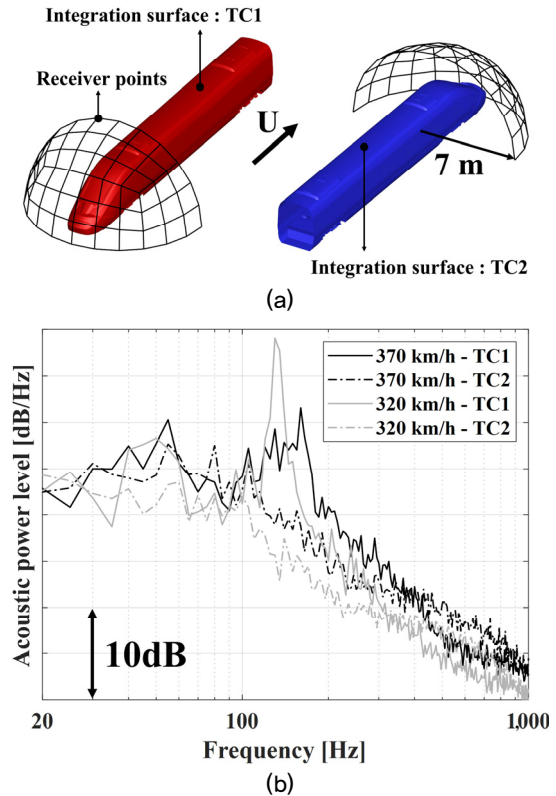 Integration surface : TC1
Receiver points
U
7 m
Integration surface : TC2
(a)
370 km/h - TC1
370 km/h - TC2
320 km/h - TC1
320 km/h - TC2
Acoustic power level [dB/Hz]
10dB
20 100 1,000
Frequency [Hz]
(b)